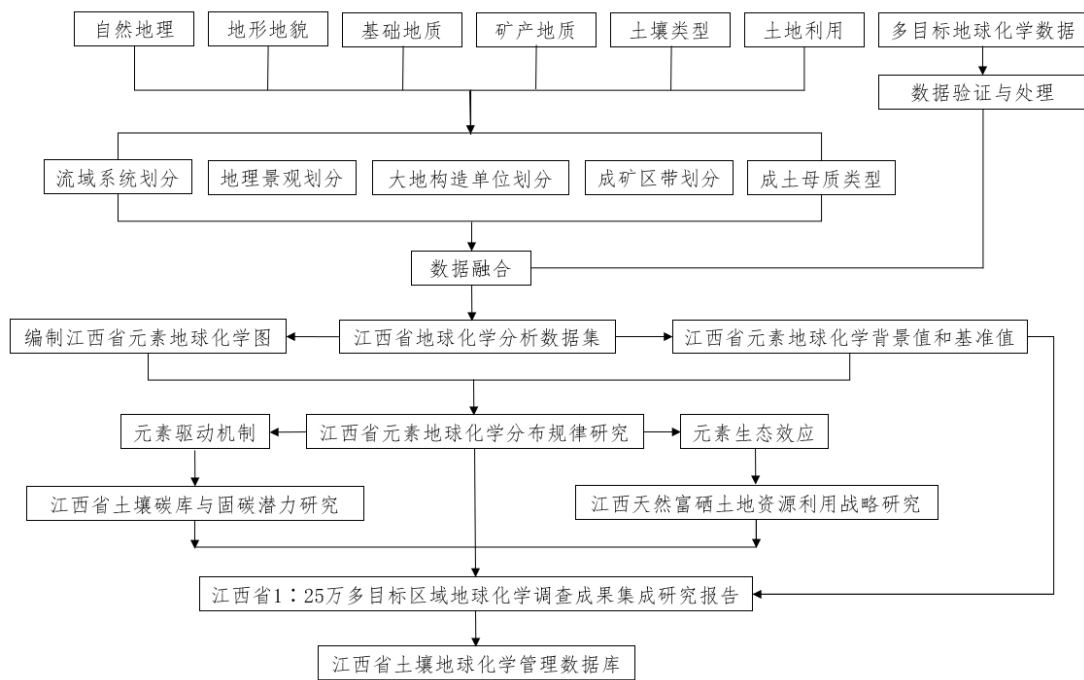 自然地理
地形地貌
基础地质
矿产地质
土壤类型
土地利用
多目标地球化学数据
数据验证与处理
流域系统划分
地理景观划分
大地构造单位划分
成矿区带划分
成土母质类型
数据融合
编制江西省元素地球化学图
江西省地球化学分析数据集
江西省元素地球化学背景值和基准值
元素驱动机制
江西省元素地球化学分布规律研究
元素生态效应
江西省土壤碳库与固碳潜力研究
江西天然富硒土地资源利用战略研究
江西省1：25万多目标区域地球化学调查成果集成研究报告
江西省土壤地球化学管理数据库